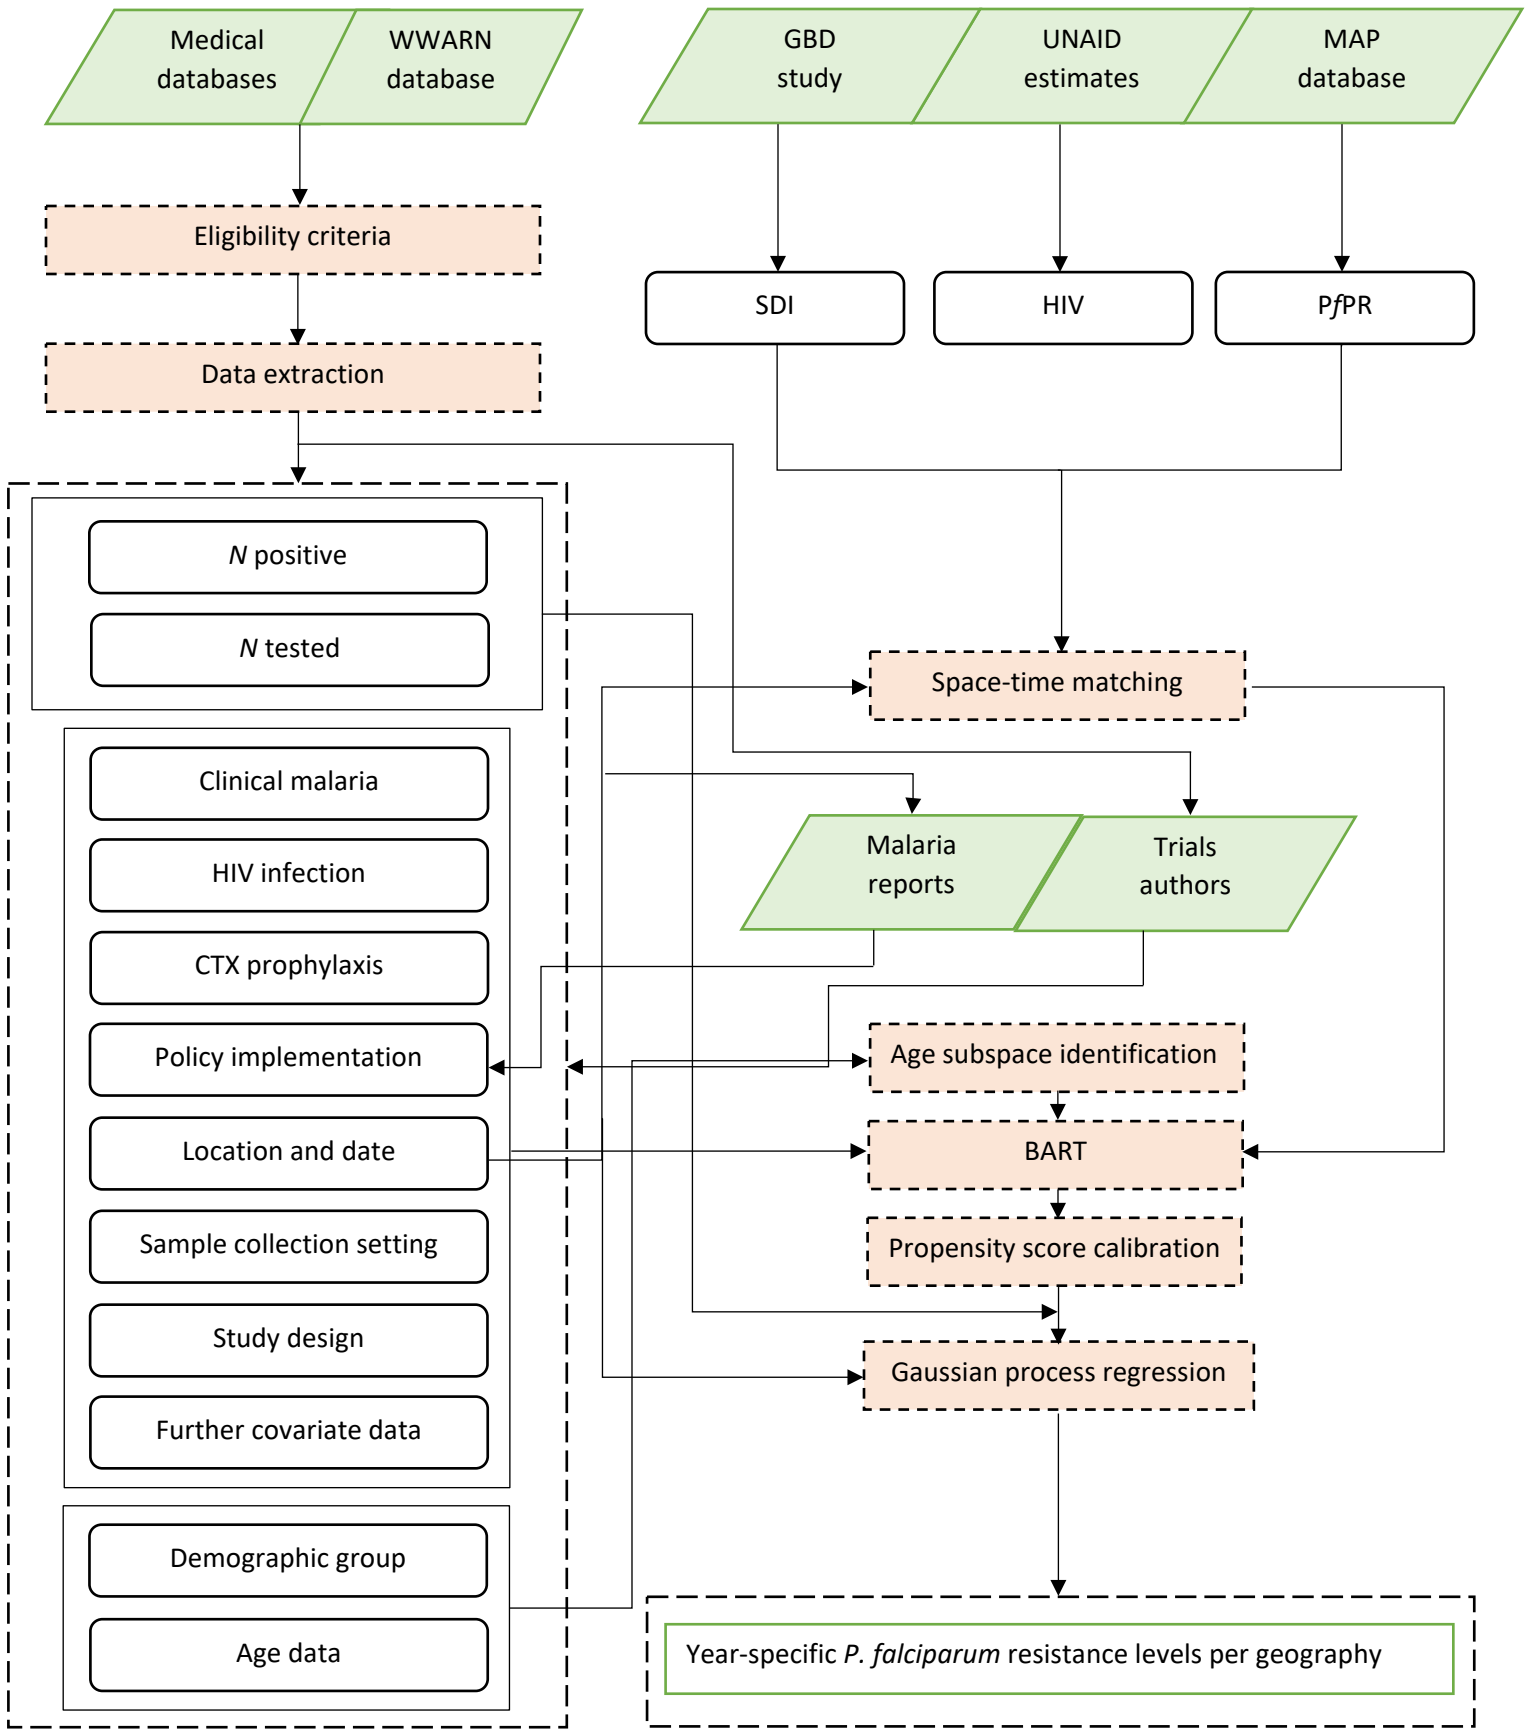 Medical
databases
WWARN
database
GBD
study
UNAID
estimates
MAP
database
Eligibility criteria
SDI
HIV
PfPR
Data extraction
N positive
N tested
Space-time matching
Clinical malaria
HIV infection
CTX prophylaxis
Policy implementation
Location and date
Sample collection setting
Study design
Further covariate data
Demographic group
Age data
Malaria
reports
Trials
authors
Age subspace identification
BART
Propensity score calibration
Gaussian process regression
Year-specific P. falciparum resistance levels per geography